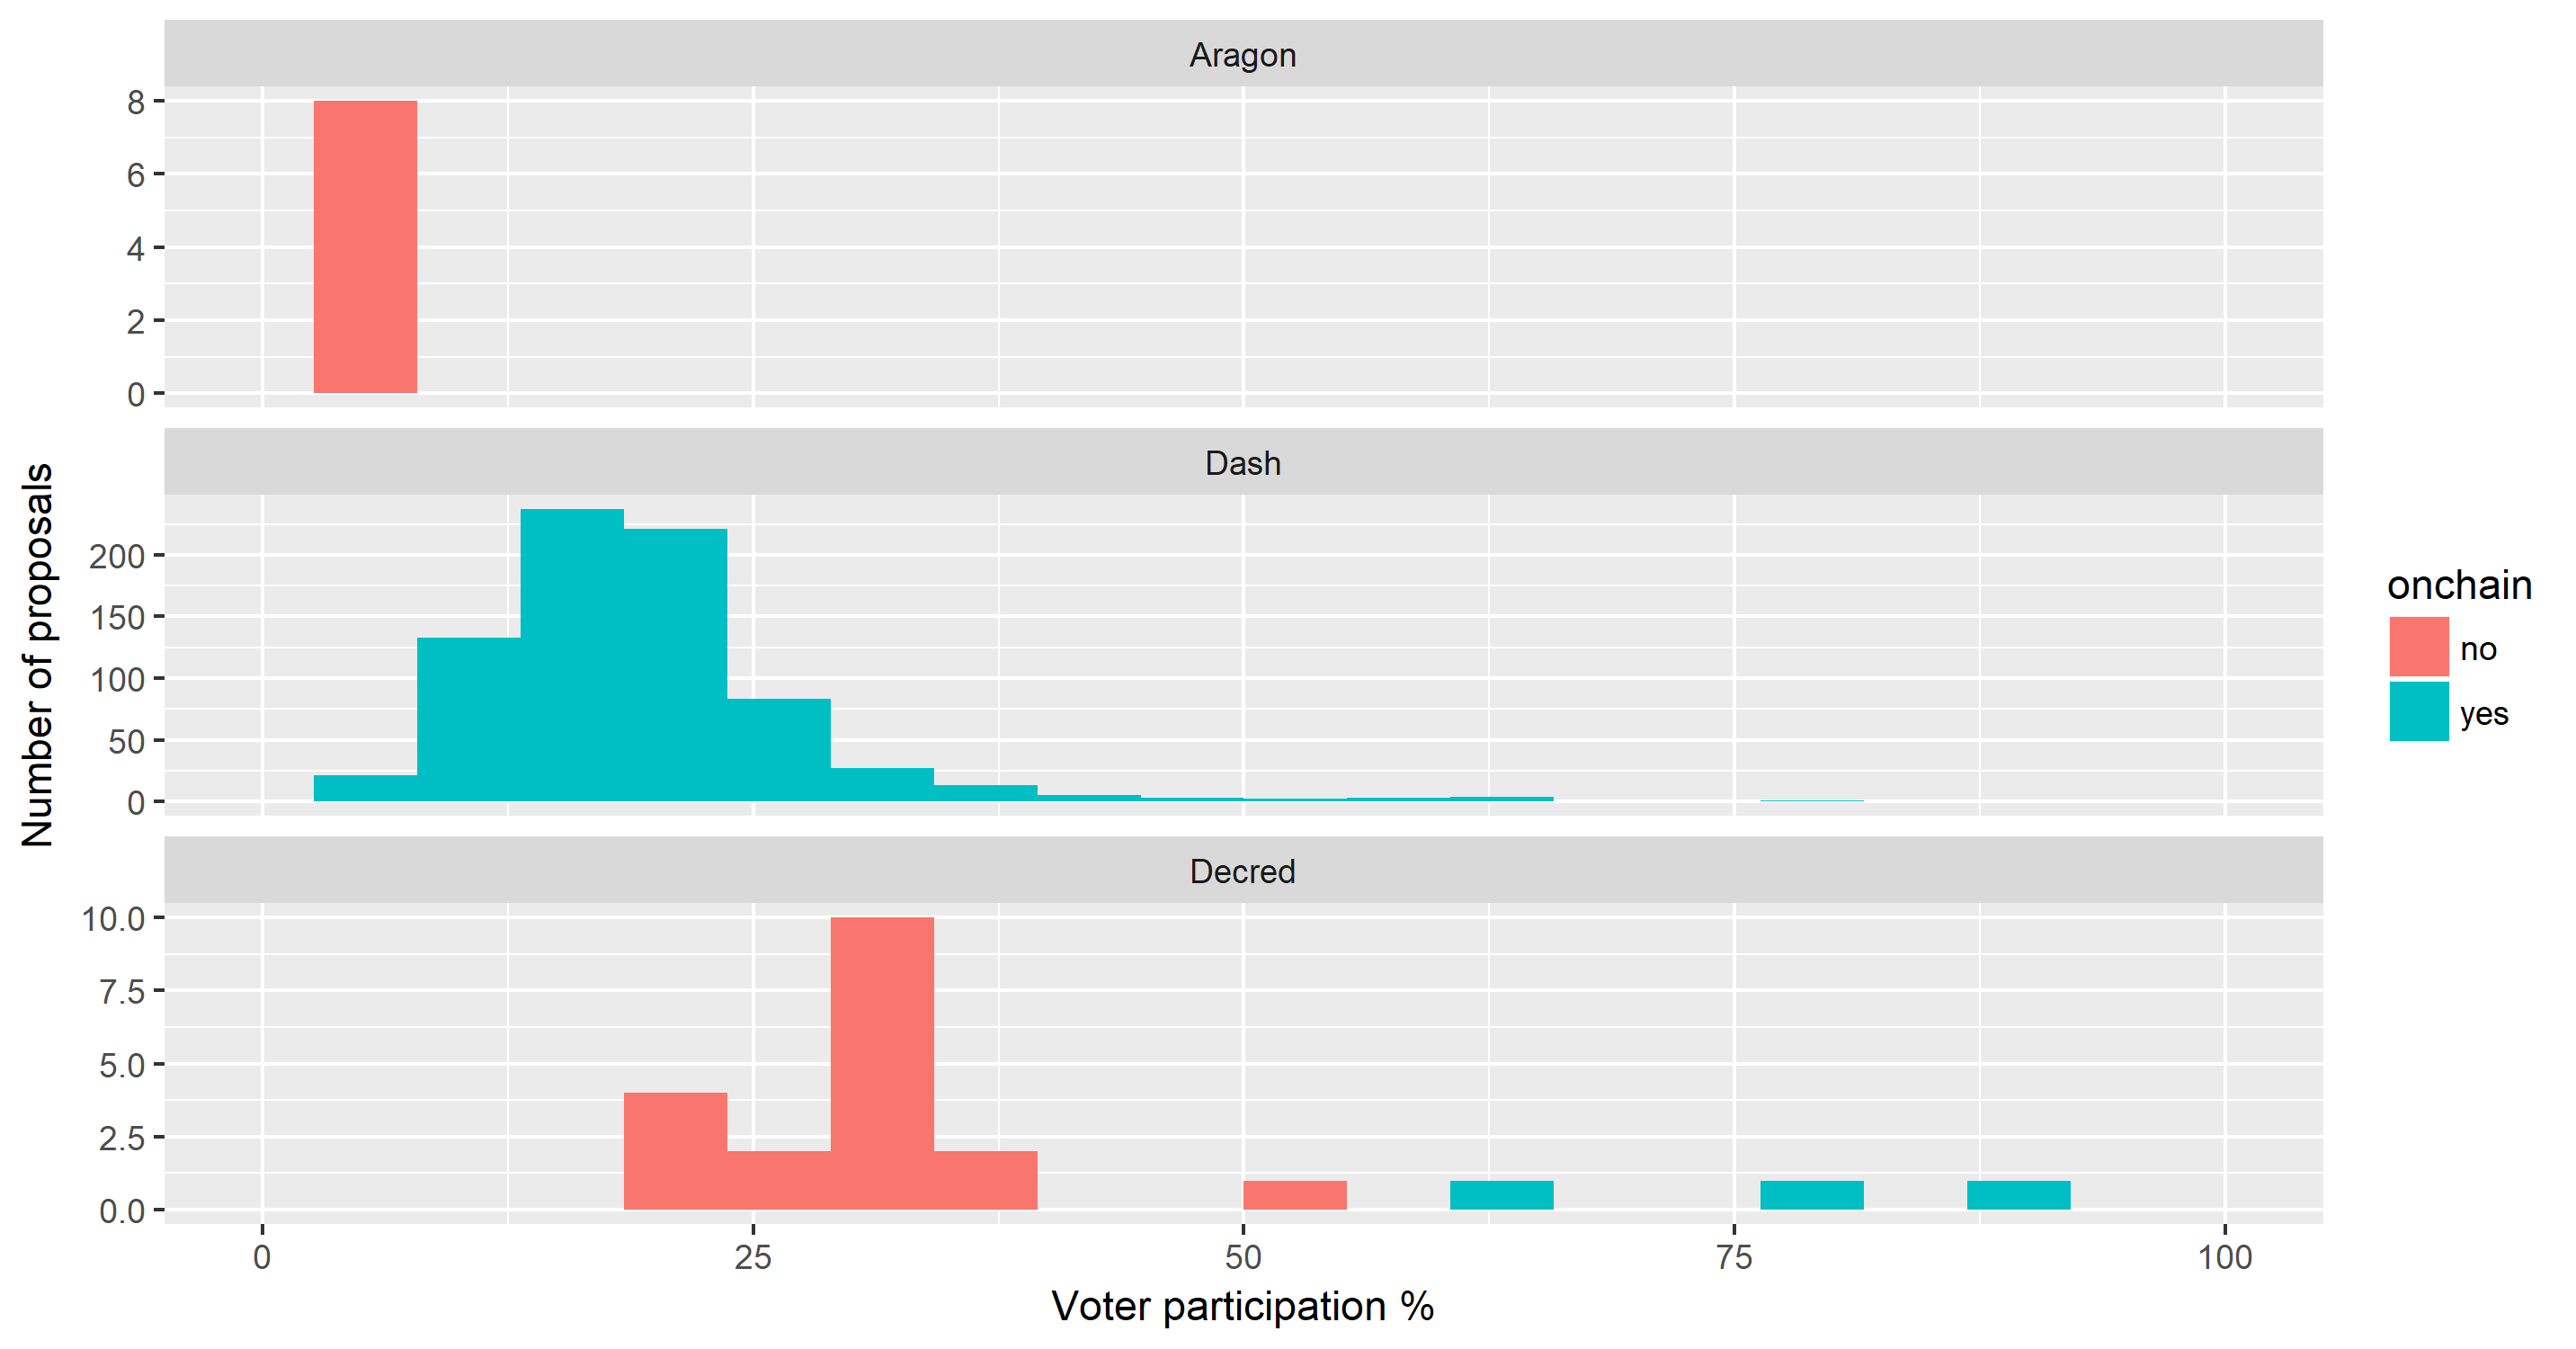 Aragon
8
6
4
2
0
Dash
200
150
100
50
0
Decred
10.0
7.5
5.0
2.5
0.0
0 25 50 75 100
Voter participation %
Number of proposals
onchain
no
yes